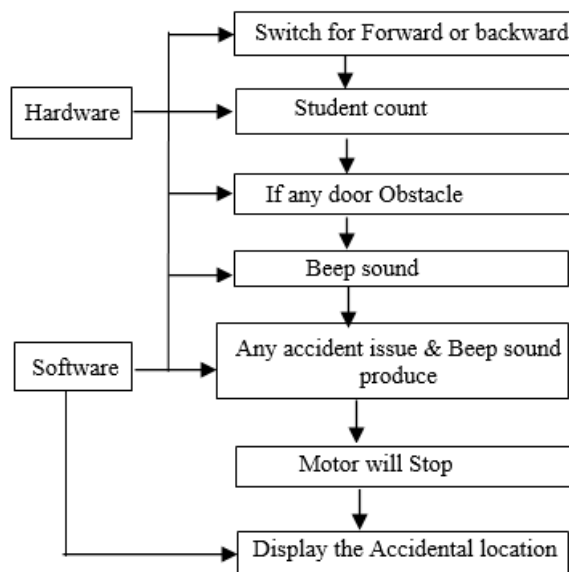 Switch for Forward or backward
Hardware
Student count
If any door Obstacle
Beep sound
Any accident issue & Beep sound
produce
Software
Motor will Stop
Display the Accidental location